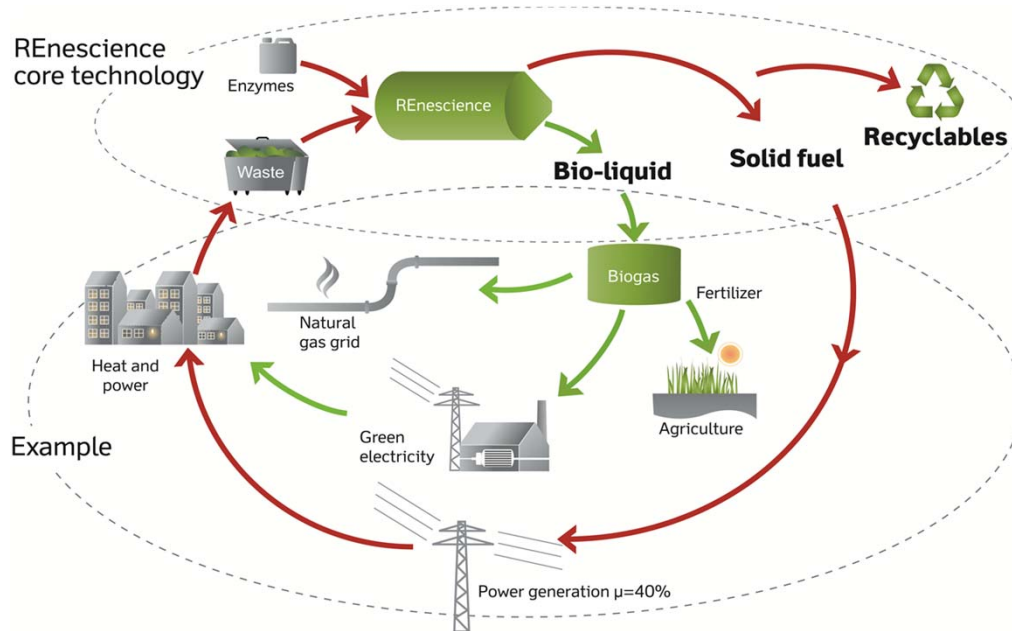 REnescience
core technology
Enzymes
REnescience
Waste
Bio-liquid
Solid fuel
Recyclables
Biogas
Fertilizer
Natural
gas grid
Heat and
power
Agriculture
Green
electricity
Example
Power generation µ=40%